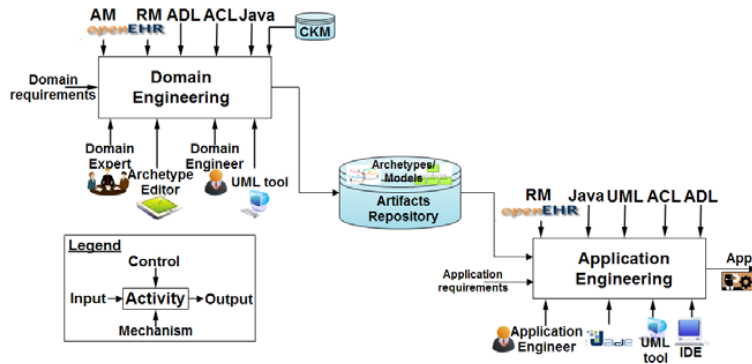 AM RM ADL ACL Java
openEHR
CKM
Domain
requirements
Domain
Engineering
Domain
Expert
Archetype
Editor
Domain
Engineer
UML tool
Archetypes/
Models
Artifacts
Repository
RM Java UML ACL ADL
openEHR
Application
requirements
Application
Engineering
App
Application
Engineer
Jade
UML
tool
IDE
Legend
Control
Input
Activity
Output
Mechanism